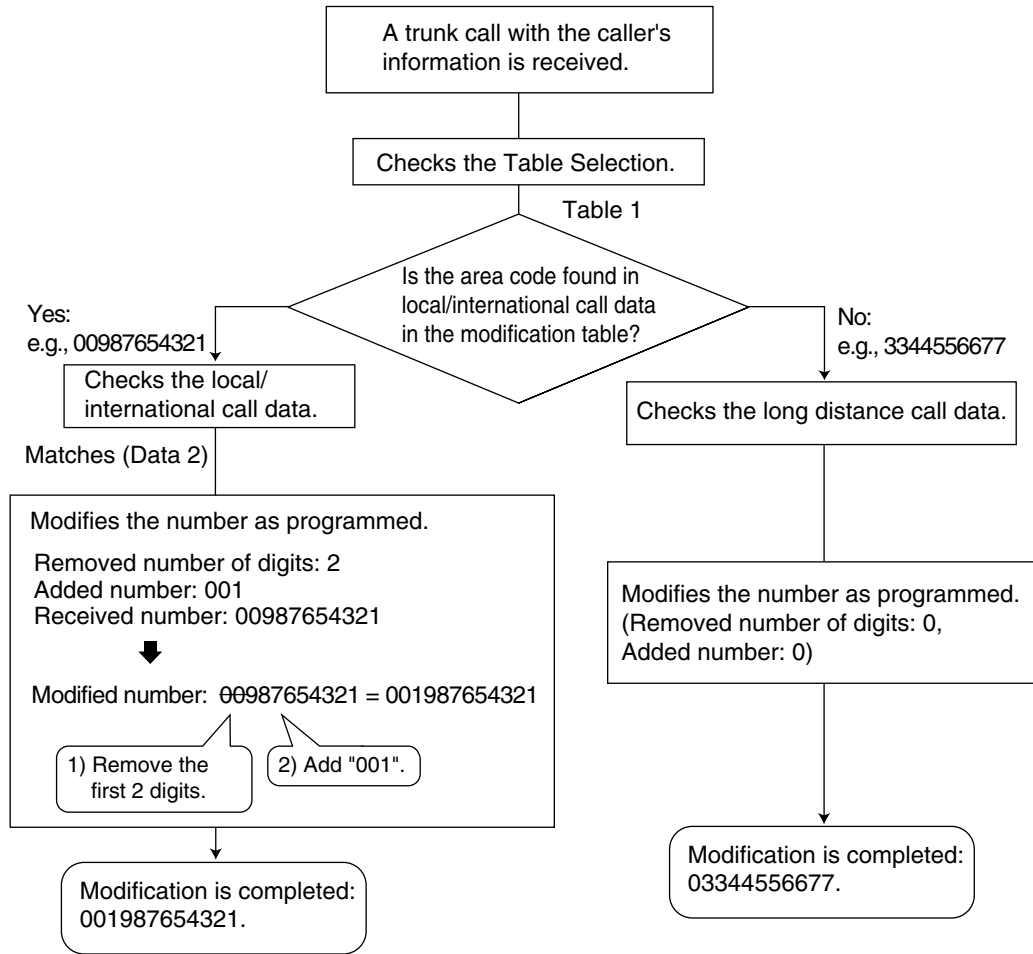 A trunk call with the caller's
information is received.
Checks the Table Selection.
Table 1
Is the area code found in
local/international call data
in the modification table?
Yes:
e.g., 00987654321
No:
e.g., 3344556677
Checks the local/
international call data.
Checks the long distance call data.
Matches (Data 2)
Modifies the number as programmed.
Removed number of digits: 2
Added number: 001
Received number: 00987654321
Modified number: 00987654321 = 001987654321
1) Remove the
first 2 digits.
2) Add "001".
Modifies the number as programmed.
(Removed number of digits: 0,
Added number: 0)
Modification is completed:
001987654321.
Modification is completed:
03344556677.